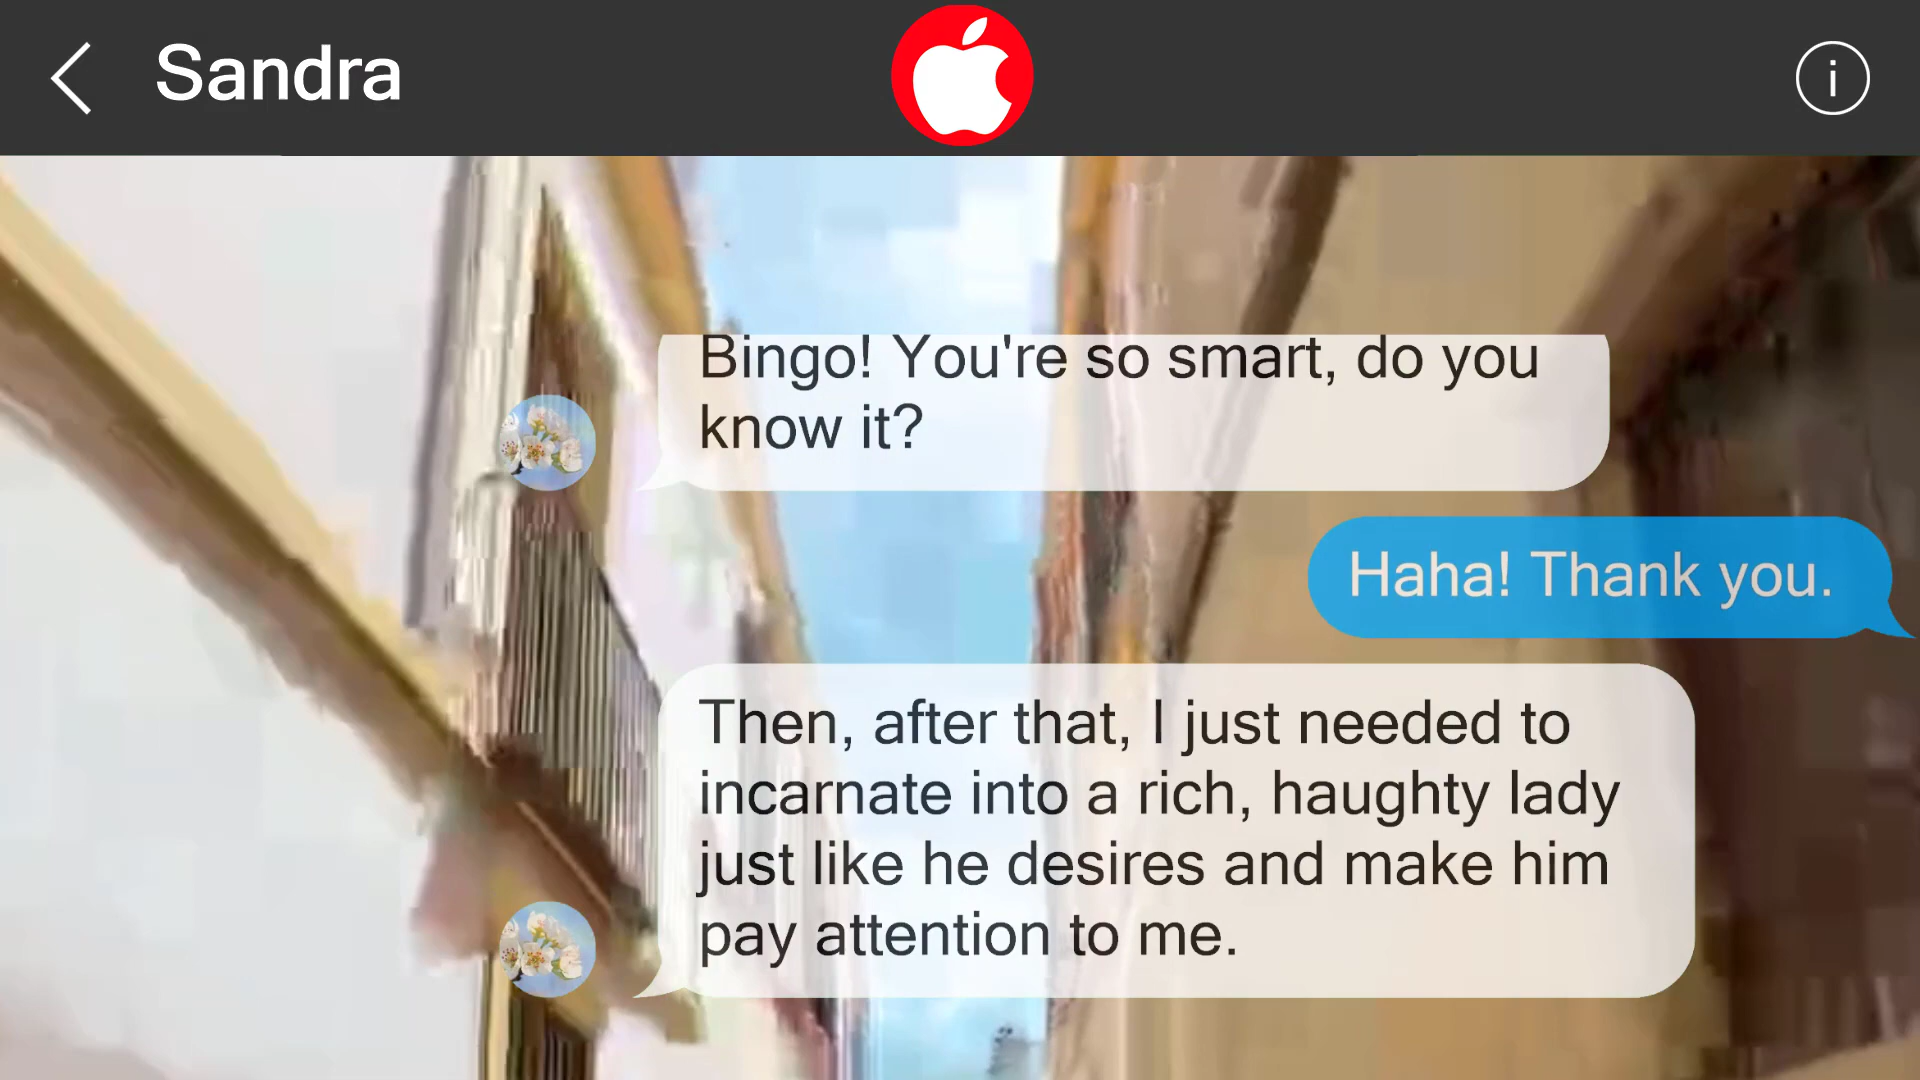 Sandra
i
Bingo! You're so smart, do you
know it?
Haha! Thank you.
Then, after that, I just needed to
incarnate into a rich, haughty lady
just like he desires and make him
pay attention to me.